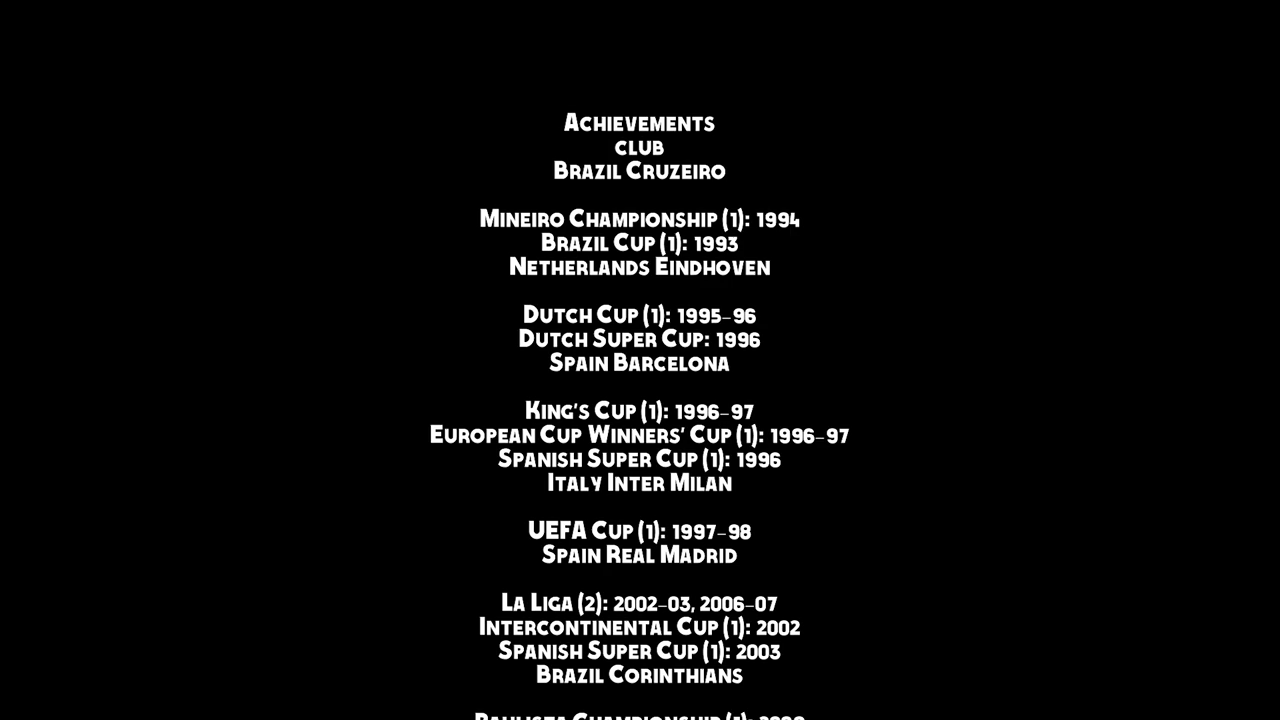 Achievements
club
Brazil Cruzeiro
Mineiro Championship (1): 1994
Brazil Cup (1): 1993
Netherlands Eindhoven
Dutch Cup (1): 1995-96
Dutch Super Cup: 1996
Spain Barcelona
King's Cup (1): 1996-97
European Cup Winners' Cup (1): 1996-97
Spanish Super Cup (1): 1996
Italy Inter Milan
UEFA Cup (1): 1997-98
Spain Real Madrid
La Liga (2): 2002-03, 2006-07
Intercontinental Cup (1): 2002
Spanish Super Cup (1): 2003
Brazil Corinthians
Paulista Championship (1):